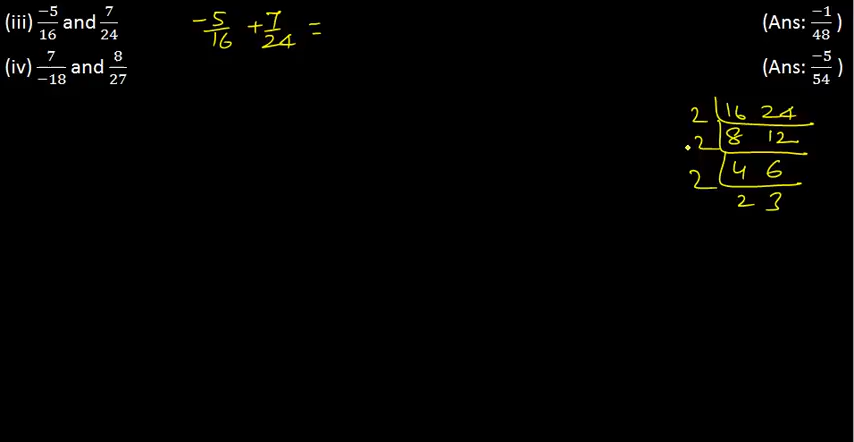 (iii) −5/16 and 7/24 −5/16 + 7/24 = (Ans: −1/48 )
(iv) 7/−18 and 8/27 (Ans: −5/54 )
2 16 24
2 8 12
2 4 6
2 3